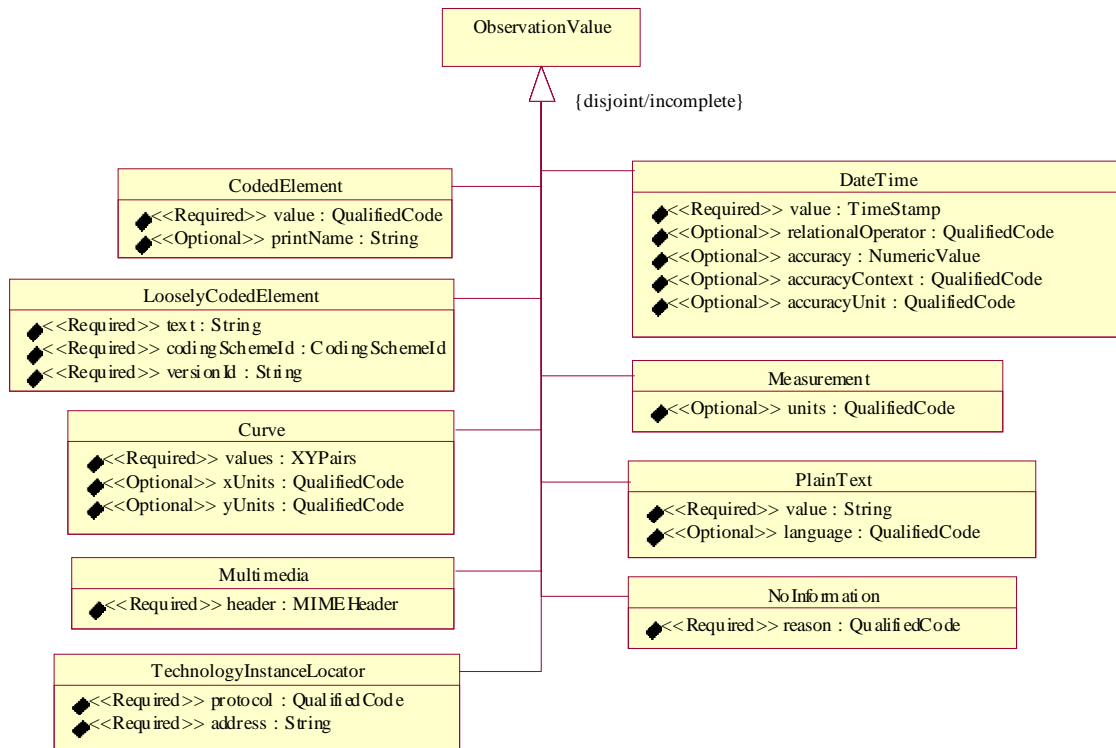 ObservationValue
{disjoint/incomplete}
CodedElement
<<Required>> value : QualifiedCode
<<Optional>> printName : String
LooselyCodedElement
<<Required>> text : String
<<Required>> codingSchemeId : CodingSchemeId
<<Required>> versionId : String
Curve
<<Required>> values : XYPairs
<<Optional>> xUnits : QualifiedCode
<<Optional>> yUnits : QualifiedCode
Multimedia
<<Required>> header : MIMEHeader
TechnologyInstanceLocator
<<Required>> protocol : QualifiedCode
<<Required>> address : String
DateTime
<<Required>> value : TimeStamp
<<Optional>> relationalOperator : QualifiedCode
<<Optional>> accuracy : NumericValue
<<Optional>> accuracyContext : QualifiedCode
<<Optional>> accuracyUnit : QualifiedCode
Measurement
<<Optional>> units : QualifiedCode
PlainText
<<Required>> value : String
<<Optional>> language : QualifiedCode
NoInformation
<<Required>> reason : QualifiedCode